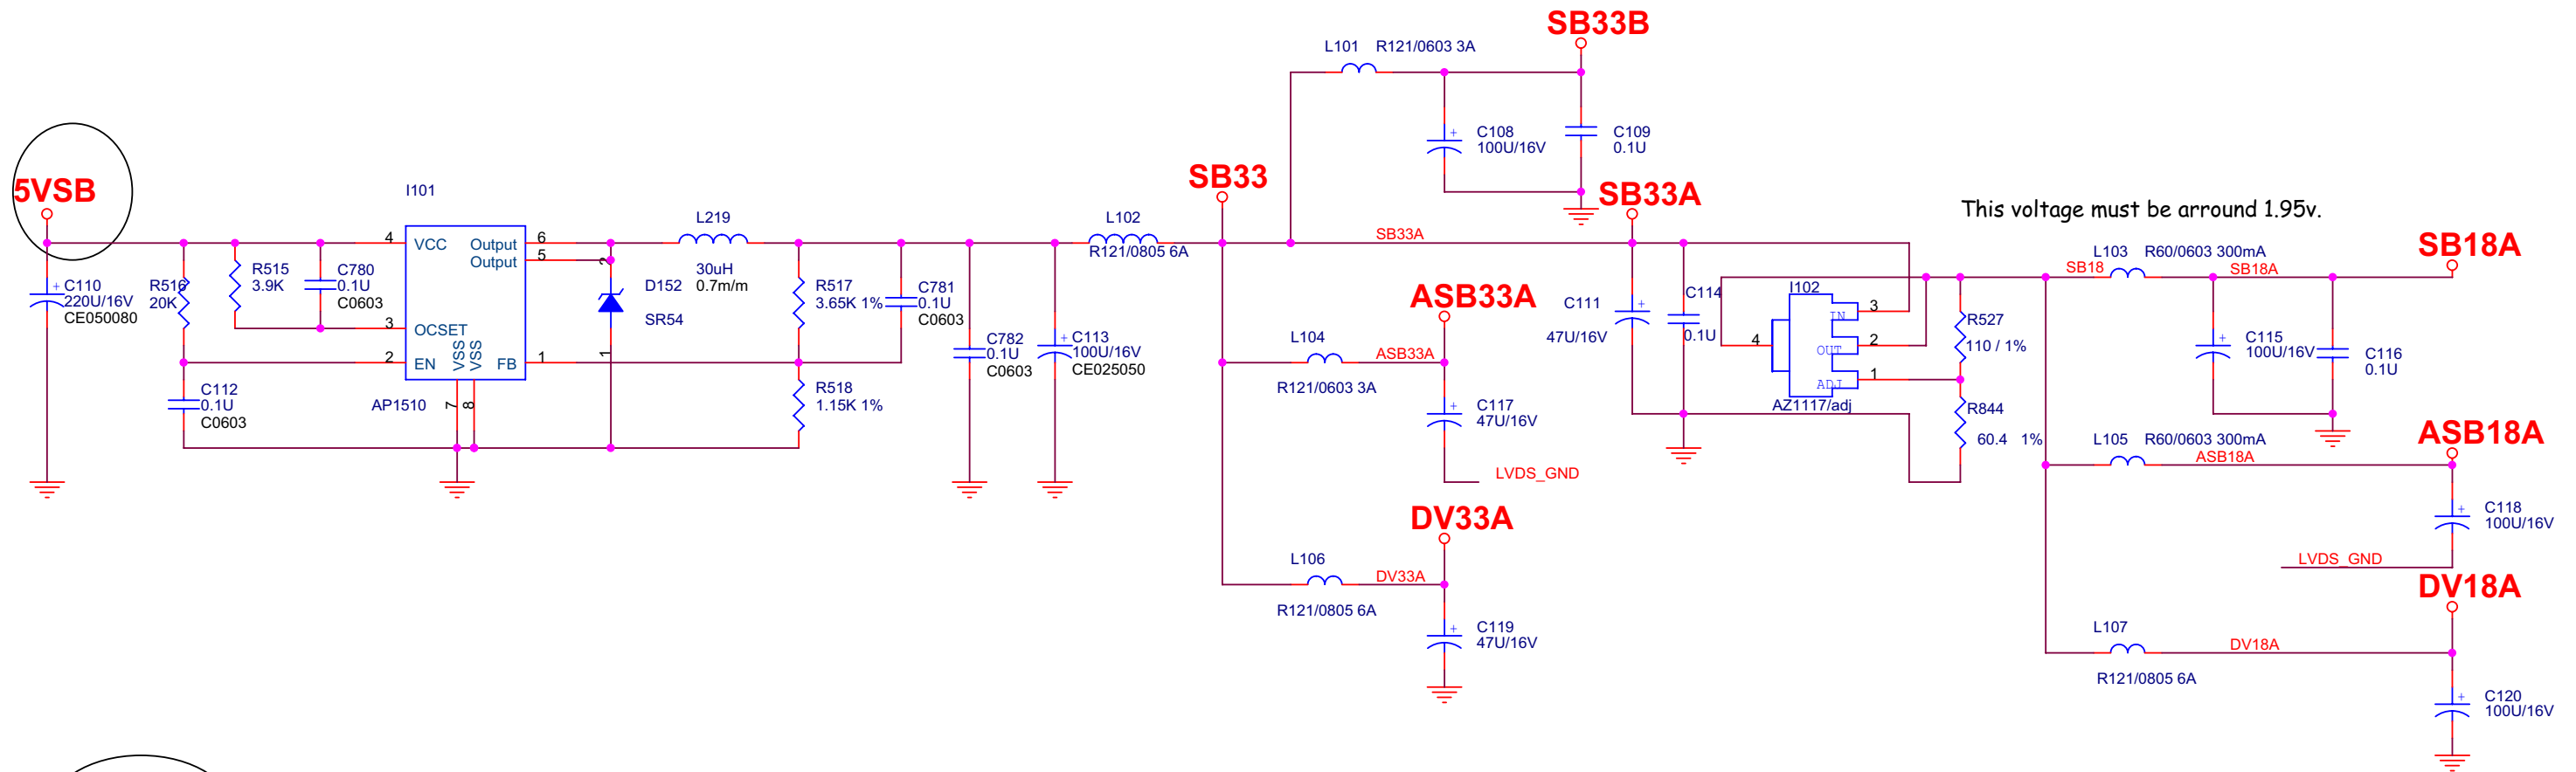 SB33B
L101 R121/0603 3A
C108
100U/16V
C109
0.1U
5VSB
I101
SB33
SB33A
This voltage must be arround 1.95v.
L219
L102
R121/0805 6A
SB33A
L103 R60/0603 300mA
SB18
SB18A
SB18A
4 VCC
Output 6
Output 5
C110
220U/16V
CE050080
R516
20K
R515
3.9K
C780
0.1U
C0603
3 OCSET
2 EN
VSS
VSS
FB 1
7
8
AP1510
C112
0.1U
C0603
2
D152
SR54
1
30uH
0.7m/m
R517
3.65K 1%
C781
0.1U
C0603
R518
1.15K 1%
C782
0.1U
C0603
C113
100U/16V
CE025050
ASB33A
L104
ASB33A
R121/0603 3A
C117
47U/16V
LVDS_GND
DV33A
L106
DV33A
R121/0805 6A
C119
47U/16V
C111
47U/16V
C114
0.1U
I102
IN 3
OUT 2
ADJ 1
4
AZ1117/adj
R527
110 / 1%
R844
60.4 1%
C115
100U/16V
C116
0.1U
L105 R60/0603 300mA
ASB18A
ASB18A
C118
100U/16V
LVDS_GND
DV18A
L107
DV18A
R121/0805 6A
C120
100U/16V